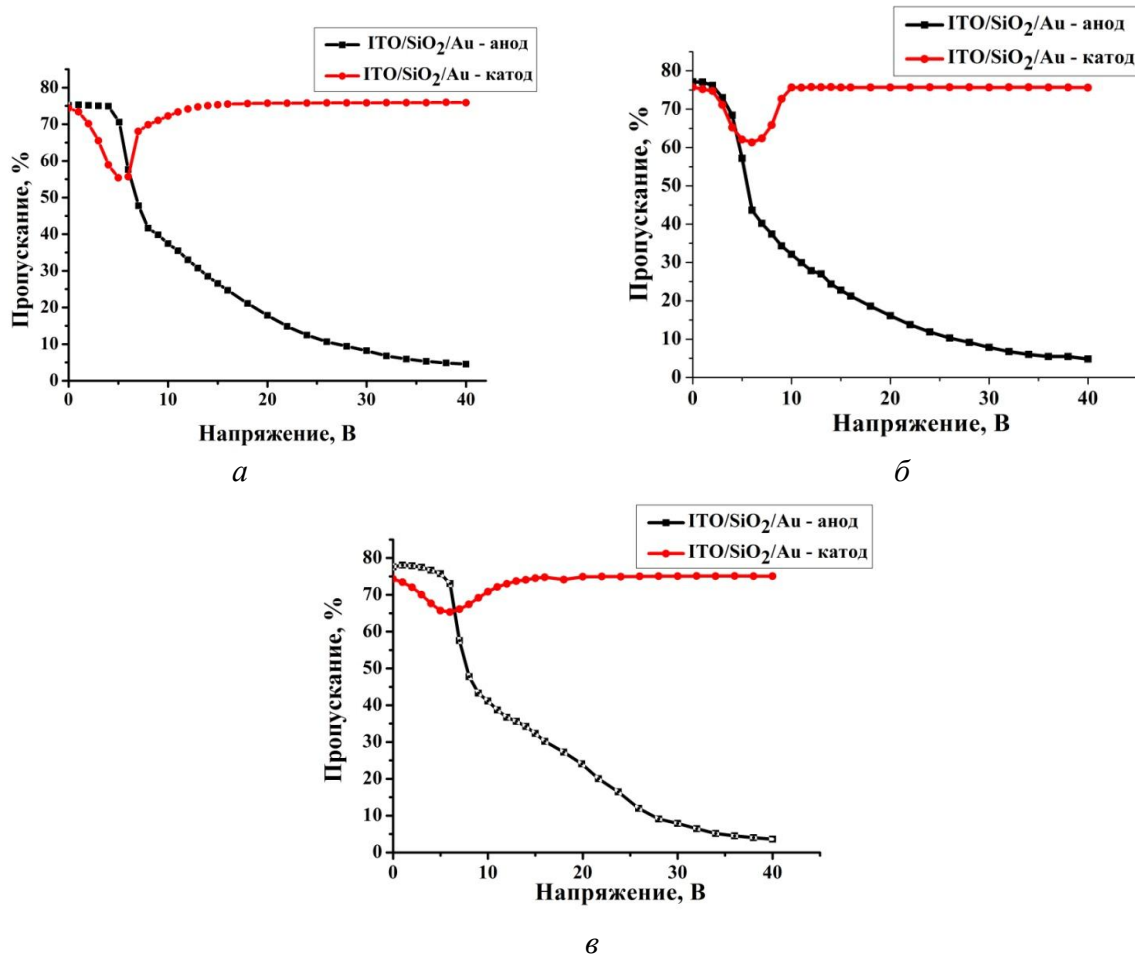 ITO/SiO2/Au - анод
ITO/SiO2/Au - катод
Пропускание, %
80
70
60
50
40
30
20
10
0
0 10 20 30 40
Напряжение, В
а
ITO/SiO2/Au - анод
ITO/SiO2/Au - катод
Пропускание, %
80
70
60
50
40
30
20
10
0
0 10 20 30 40
Напряжение, В
б
ITO/SiO2/Au - анод
ITO/SiO2/Au - катод
Пропускание, %
80
70
60
50
40
30
20
10
0
0 10 20 30 40
Напряжение, В
в